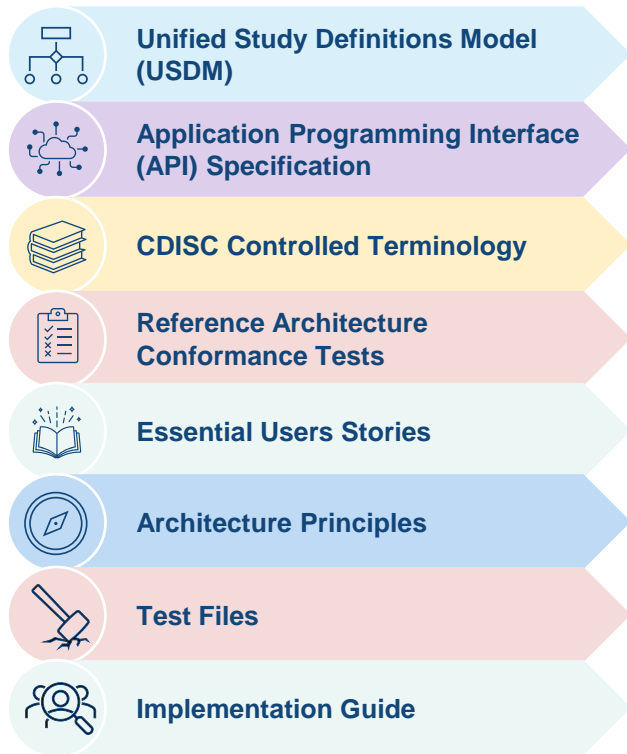 Unified Study Definitions Model
(USDM)
Application Programming Interface
(API) Specification
CDISC Controlled Terminology
Reference Architecture
Conformance Tests
Essential Users Stories
Architecture Principles
Test Files
Implementation Guide